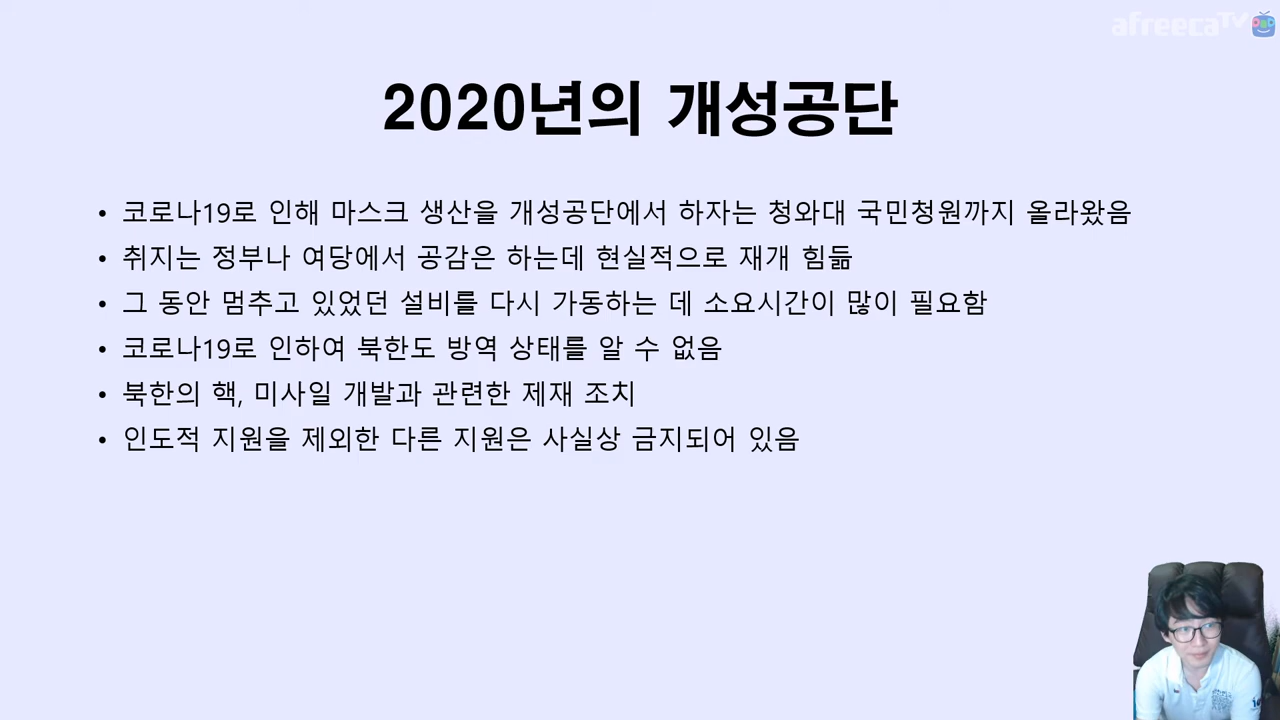 afreecaTV
2020년의 개성공단
• 코로나19로 인해 마스크 생산을 개성공단에서 하자는 청와대 국민청원까지 올라왔음
• 취지는 정부나 여당에서 공감은 하는데 현실적으로 재개 힘듦
• 그 동안 멈추고 있었던 설비를 다시 가동하는 데 소요시간이 많이 필요함
• 코로나19로 인하여 북한도 방역 상태를 알 수 없음
• 북한의 핵, 미사일 개발과 관련한 제재 조치
• 인도적 지원을 제외한 다른 지원은 사실상 금지되어 있음